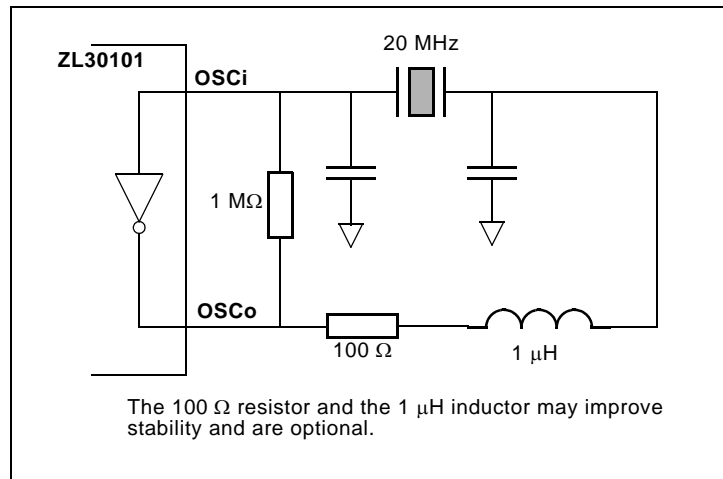 20 MHz
ZL30101
OSCi
1 MΩ
OSCo
100 Ω
1 μH
The 100 Ω resistor and the 1 μH inductor may improve
stability and are optional.